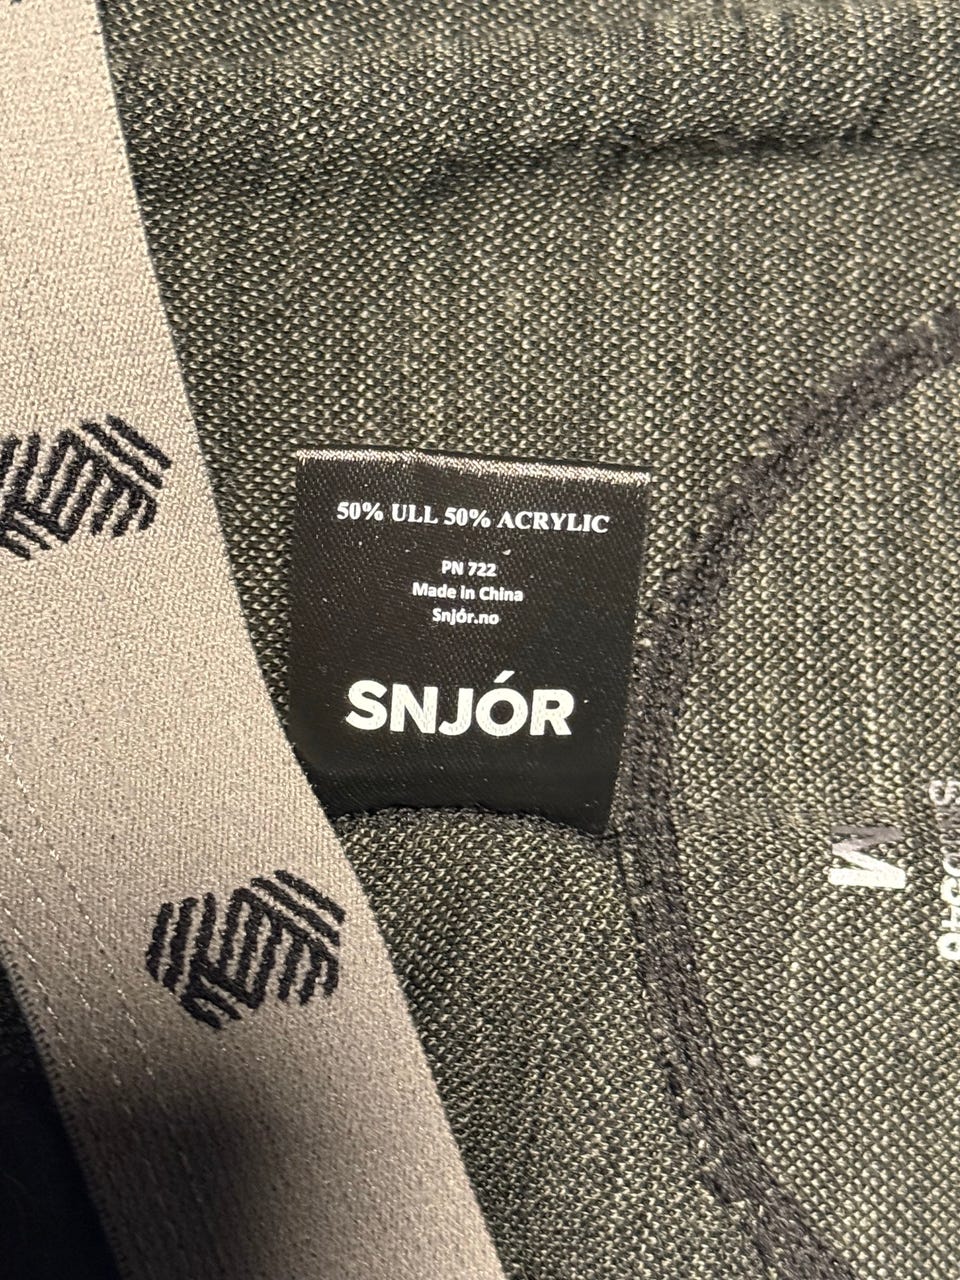 50% ULL 50% ACRYLIC
PN 722
Made in China
Snjór.no
SNJÓR
M